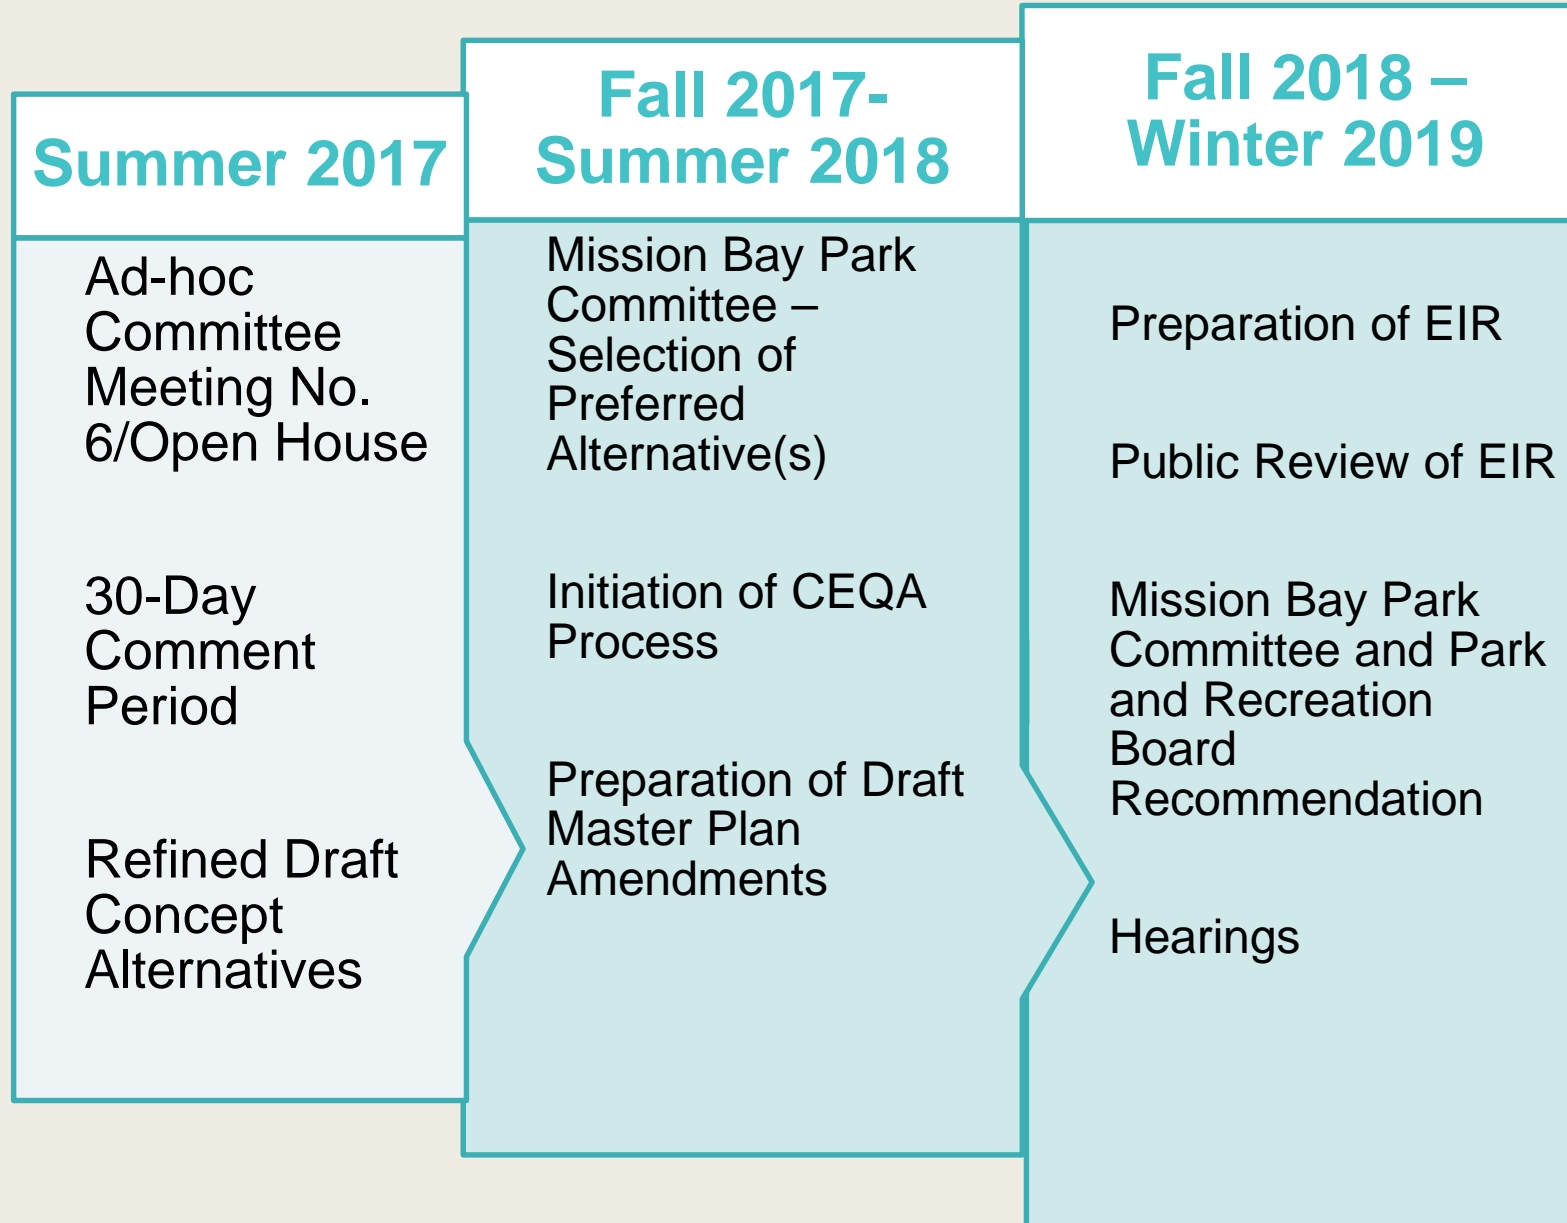 Summer 2017
Ad-hoc
Committee
Meeting No.
6/Open House
30-Day
Comment
Period
Refined Draft
Concept
Alternatives
Fall 2017-
Summer 2018
Mission Bay Park
Committee –
Selection of
Preferred
Alternative(s)
Initiation of CEQA
Process
Preparation of Draft
Master Plan
Amendments
Fall 2018 –
Winter 2019
Preparation of EIR
Public Review of EIR
Mission Bay Park
Committee and Park
and Recreation
Board
Recommendation
Hearings